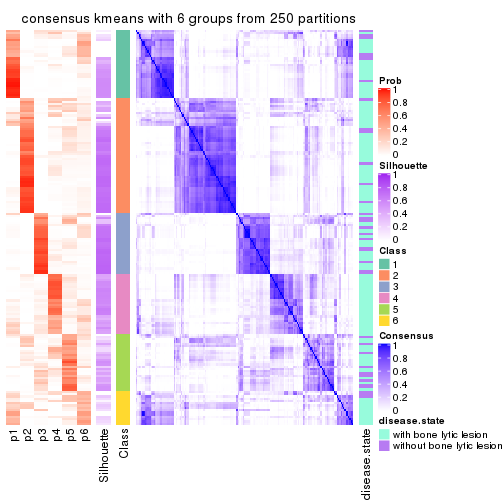 consensus kmeans with 6 groups from 250 partitions
Prob
1
0.8
0.6
0.4
0.2
0
Silhouette
1
0.8
0.6
0.4
0.2
0
Class
1
2
3
4
5
6
Consensus
1
0.8
0.6
0.4
0.2
0
disease.state
with bone lytic lesion
without bone lytic lesion
p1
p2
p3
p4
p5
p6
Silhouette
Class
disease.state